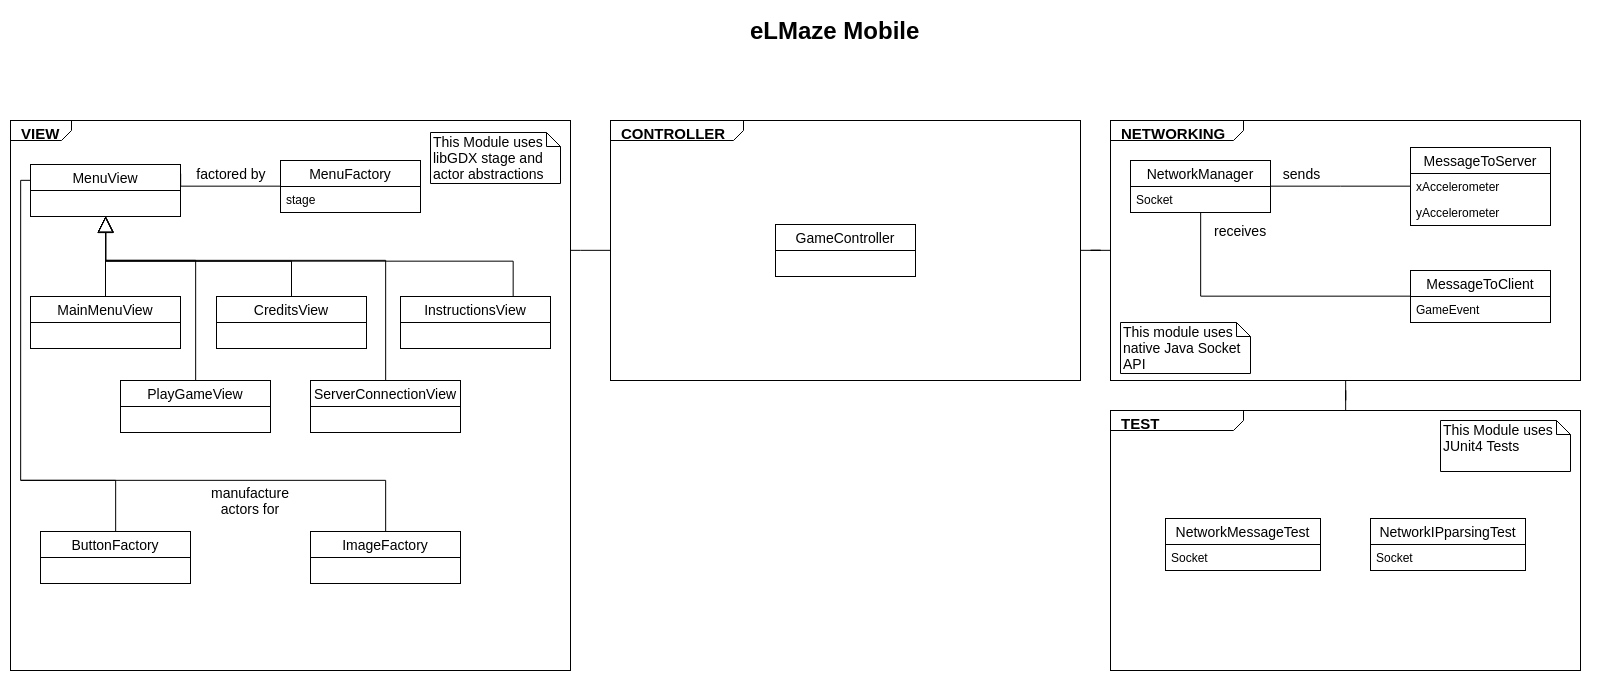 eLMaze Mobile
VIEW
This Module uses
libGDX stage and
actor abstractions
MenuView
factored by
MenuFactory
stage
MainMenuView
CreditsView
InstructionsView
PlayGameView
ServerConnectionView
manufacture
actors for
ButtonFactory
ImageFactory
CONTROLLER
GameController
NETWORKING
NetworkManager
Socket
sends
MessageToServer
xAccelerometer
yAccelerometer
receives
MessageToClient
GameEvent
This module uses
native Java Socket
API
TEST
This Module uses
JUnit4 Tests
NetworkMessageTest
Socket
NetworkIPparsingTest
Socket